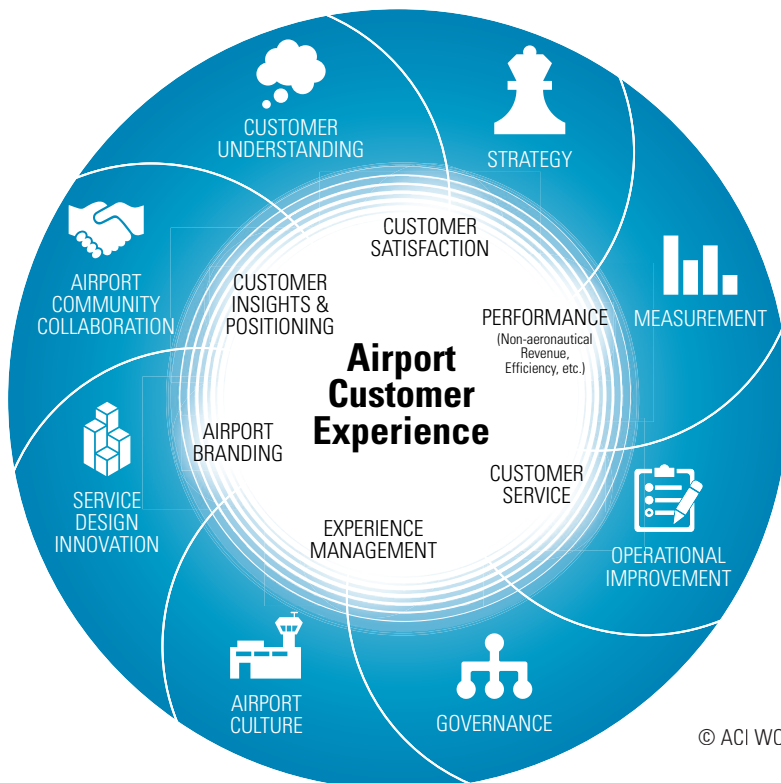 CUSTOMER
UNDERSTANDING
STRATEGY
MEASUREMENT
OPERATIONAL
IMPROVEMENT
GOVERNANCE
AIRPORT
CULTURE
SERVICE
DESIGN
INNOVATION
AIRPORT
COMMUNITY
COLLABORATION
CUSTOMER
SATISFACTION
PERFORMANCE
(Non-aeronautical
Revenue,
Efficiency, etc.)
CUSTOMER
SERVICE
EXPERIENCE
MANAGEMENT
AIRPORT
BRANDING
CUSTOMER
INSIGHTS &
POSITIONING
Airport
Customer
Experience
© ACI